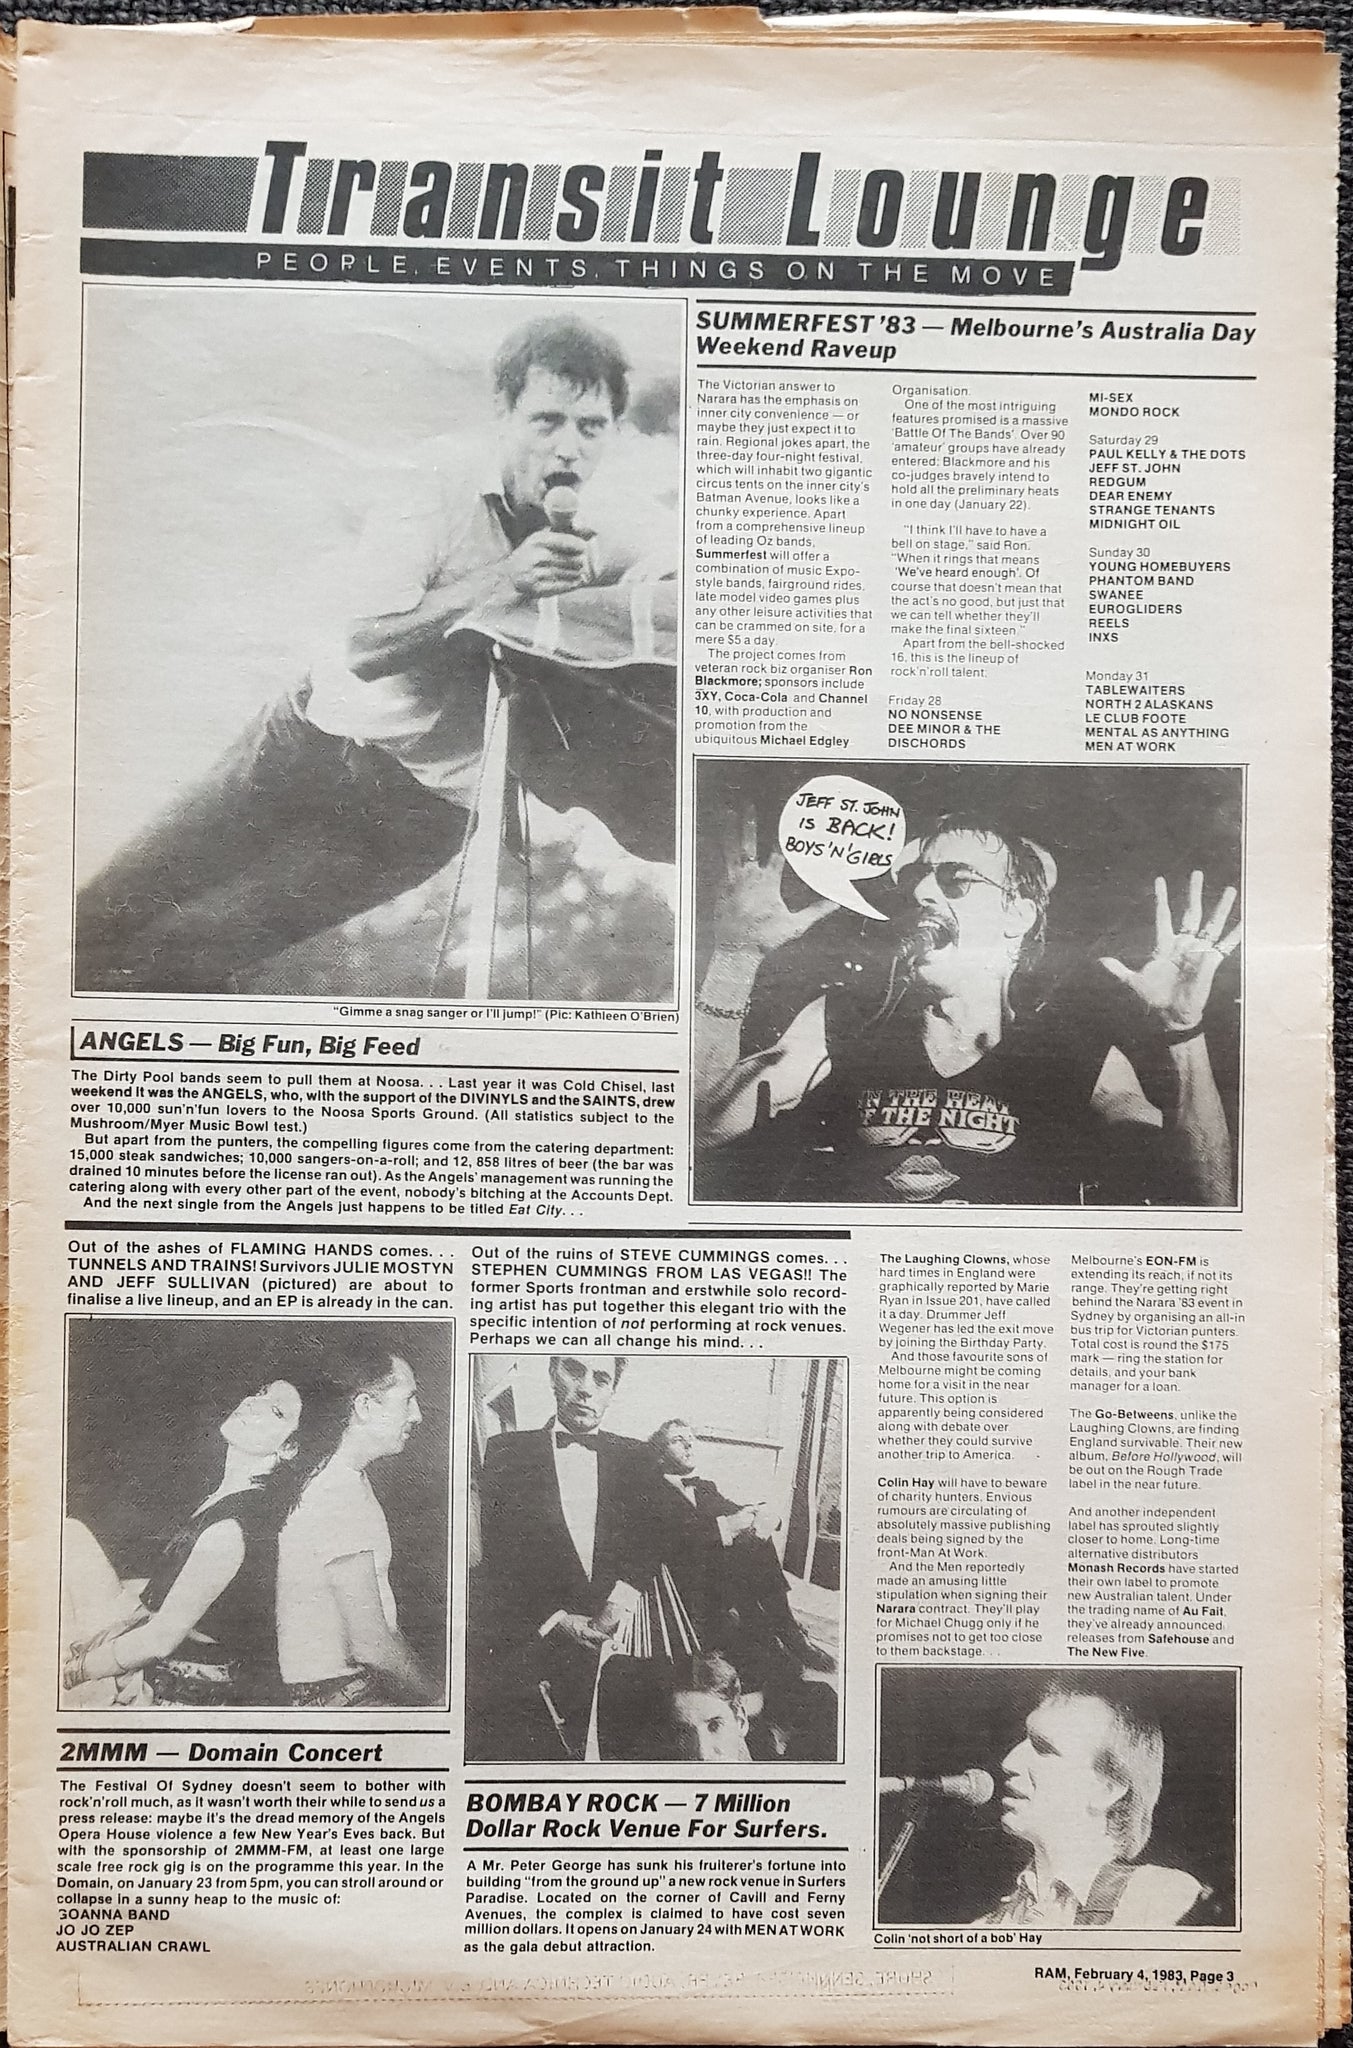 Transit Lounge
PEOPLE, EVENTS, THINGS ON THE MOVE
"Gimme a snag sanger or I'll jump!" (Pic: Kathleen O'Brien)
ANGELS — Big Fun, Big Feed
The Dirty Pool bands seem to pull them at Noosa. . . Last year it was Cold Chisel, last
weekend it was the ANGELS, who, with the support of the DIVINYLS and the SAINTS, drew
over 10,000 sun'n'fun lovers to the Noosa Sports Ground. (All statistics subject to the
Mushroom/Myer Music Bowl test.)
But apart from the punters, the compelling figures come from the catering department:
15,000 steak sandwiches; 10,000 sangers-on-a-roll; and 12, 858 litres of beer (the bar was
drained 10 minutes before the license ran out). As the Angels' management was running the
catering along with every other part of the event, nobody's bitching at the Accounts Dept.
And the next single from the Angels just happens to be titled Eat City. . .
SUMMERFEST '83 — Melbourne's Australia Day
Weekend Raveup
The Victorian answer to
Narara has the emphasis on
inner city convenience — or
maybe they just expect it to
rain. Regional jokes apart, the
three-day four-night festival,
which will inhabit two gigantic
circus tents on the inner city's
Batman Avenue, looks like a
chunky experience. Apart
from a comprehensive lineup
of leading Oz bands,
Summerfest will offer a
combination of music Expo-
style bands, fairground rides,
late model video games plus
any other leisure activities that
can be crammed on site, for a
mere $5 a day.
The project comes from
veteran rock biz organiser Ron
Blackmore; sponsors include
3XY, Coca-Cola and Channel
10, with production and
promotion from the
ubiquitous Michael Edgley
Organisation.
One of the most intriguing
features promised is a massive
'Battle Of The Bands'. Over 90
'amateur' groups have already
entered; Blackmore and his
co-judges bravely intend to
hold all the preliminary heats
in one day (January 22).
"I think I'll have to have a
bell on stage," said Ron.
"When it rings that means
'We've heard enough'. Of
course that doesn't mean that
the act's no good, but just that
we can tell whether they'll
make the final sixteen."
Apart from the bell-shocked
16, this is the lineup of
rock'n'roll talent:
Friday 28
NO NONSENSE
DEE MINOR & THE
DISCHORDS
MI-SEX
MONDO ROCK
Saturday 29
PAUL KELLY & THE DOTS
JEFF ST. JOHN
REDGUM
DEAR ENEMY
STRANGE TENANTS
MIDNIGHT OIL
Sunday 30
YOUNG HOMEBUYERS
PHANTOM BAND
SWANEE
EUROGLIDERS
REELS
INXS
Monday 31
TABLEWAITERS
NORTH 2 ALASKANS
LE CLUB FOOTE
MENTAL AS ANYTHING
MEN AT WORK
JEFF ST. JOHN
IS BACK!
BOYS 'N' GIRLS
IN THE HEAT
OF THE NIGHT
Out of the ashes of FLAMING HANDS comes. . .
TUNNELS AND TRAINS! Survivors JULIE MOSTYN
AND JEFF SULLIVAN (pictured) are about to
finalise a live lineup, and an EP is already in the can.
2MMM — Domain Concert
The Festival Of Sydney doesn't seem to bother with
rock'n'roll much, as it wasn't worth their while to send us a
press release: maybe it's the dread memory of the Angels
Opera House violence a few New Year's Eves back. But
with the sponsorship of 2MMM-FM, at least one large
scale free rock gig is on the programme this year. In the
Domain, on January 23 from 5pm, you can stroll around or
collapse in a sunny heap to the music of:
GOANNA BAND
JO JO ZEP
AUSTRALIAN CRAWL
Out of the ruins of STEVE CUMMINGS comes. . .
STEPHEN CUMMINGS FROM LAS VEGAS!! The
former Sports frontman and erstwhile solo record-
ing artist has put together this elegant trio with the
specific intention of not performing at rock venues.
Perhaps we can all change his mind. . .
BOMBAY ROCK — 7 Million
Dollar Rock Venue For Surfers.
A Mr. Peter George has sunk his fruiterer's fortune into
building "from the ground up" a new rock venue in Surfers
Paradise. Located on the corner of Cavill and Ferny
Avenues, the complex is claimed to have cost seven
million dollars. It opens on January 24 with MEN AT WORK
as the gala debut attraction.
The Laughing Clowns, whose
hard times in England were
graphically reported by Marie
Ryan in Issue 201, have called
it a day. Drummer Jeff
Wegener has led the exit move
by joining the Birthday Party.
And those favourite sons of
Melbourne might be coming
home for a visit in the near
future. This option is
apparently being considered
along with debate over
whether they could survive
another trip to America.
Colin Hay will have to beware
of charity hunters. Envious
rumours are circulating of
absolutely massive publishing
deals being signed by the
front-Man At Work.
And the Men reportedly
made an amusing little
stipulation when signing their
Narara contract. They'll play
for Michael Chugg only if he
promises not to get too close
to them backstage. . .
Melbourne's EON-FM is
extending its reach, if not its
range. They're getting right
behind the Narara '83 event in
Sydney by organising an all-in
bus trip for Victorian punters.
Total cost is round the $175
mark — ring the station for
details, and your bank
manager for a loan.
The Go-Betweens, unlike the
Laughing Clowns, are finding
England survivable. Their new
album, Before Hollywood, will
be out on the Rough Trade
label in the near future.
And another independent
label has sprouted slightly
closer to home. Long-time
alternative distributors
Monash Records have started
their own label to promote
new Australian talent. Under
the trading name of Au Fait,
they've already announced
releases from Safehouse and
The New Five.
Colin 'not short of a bob' Hay
RAM, February 4, 1983, Page 3